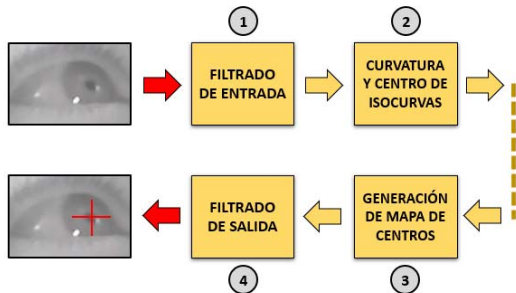 1
2
FILTRADO
DE ENTRADA
CURVATURA
Y CENTRO DE
ISOCURVAS
FILTRADO
DE SALIDA
GENERACIÓN
DE MAPA DE
CENTROS
4
3